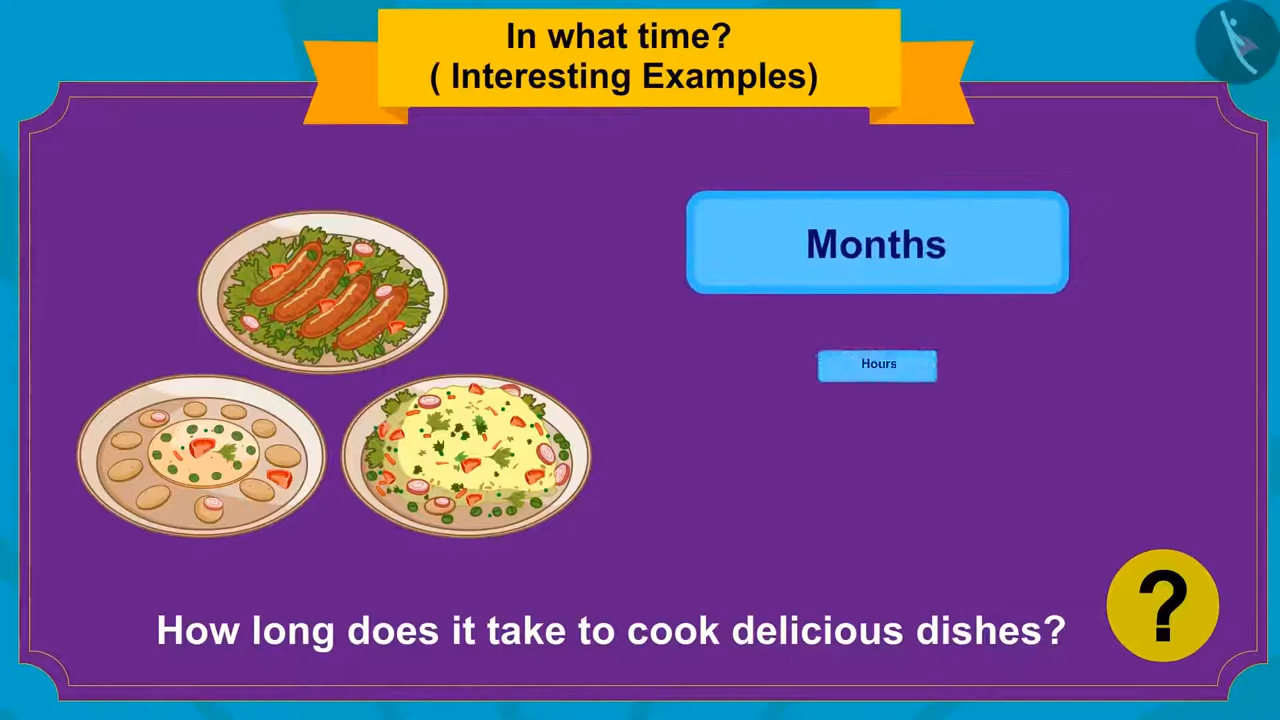 In what time?
( Interesting Examples)
Months
Hours
How long does it take to cook delicious dishes?
?